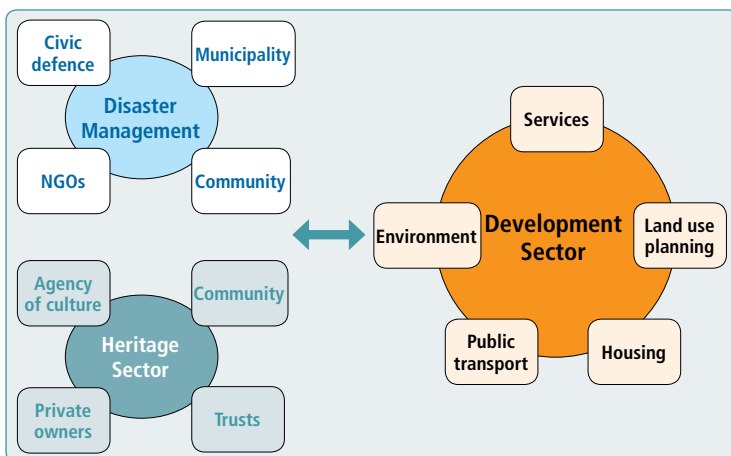 Civic
defence
Municipality
Disaster
Management
NGOs
Community
Agency
of culture
Community
Heritage
Sector
Private
owners
Trusts
Services
Environment
Development
Sector
Land use
planning
Public
transport
Housing